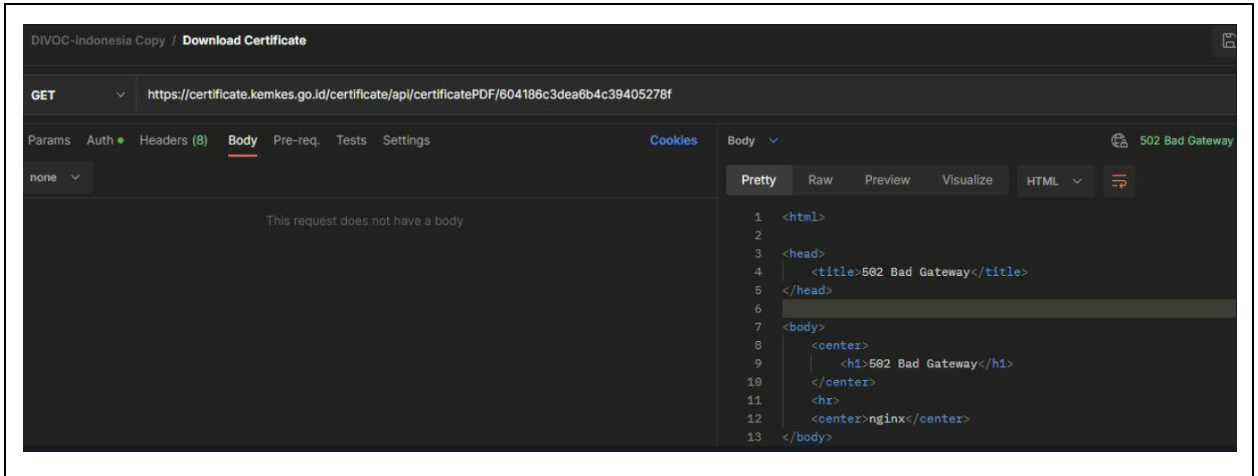 DIVOC-indonesia Copy / Download Certificate
GET https://certificate.kemkes.go.id/certificate/api/certificatePDF/604186c3dea6b4c39405278f
Params Auth Headers (8) Body Pre-req. Tests Settings Cookies
none
This request does not have a body
Body 502 Bad Gateway
Pretty Raw Preview Visualize HTML
1 <html>
2
3 <head>
4 <title>502 Bad Gateway</title>
5 </head>
6
7 <body>
8 <center>
9 <h1>502 Bad Gateway</h1>
10 </center>
11 <hr>
12 <center>nginx</center>
13 </body>